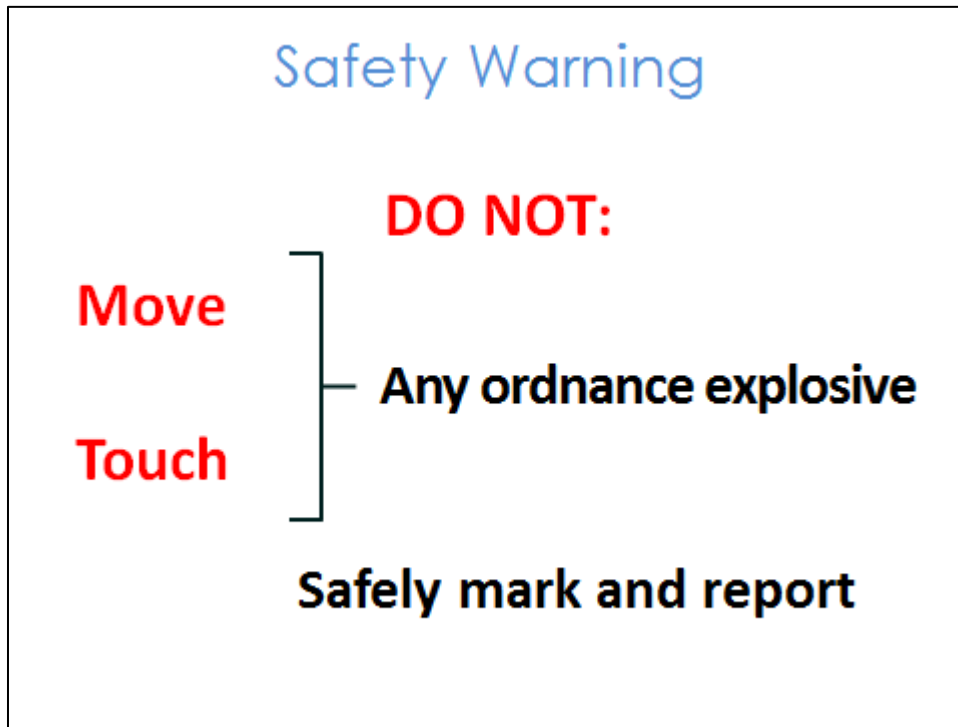 Safety Warning
DO NOT:
Move
Any ordnance explosive
Touch
Safely mark and report